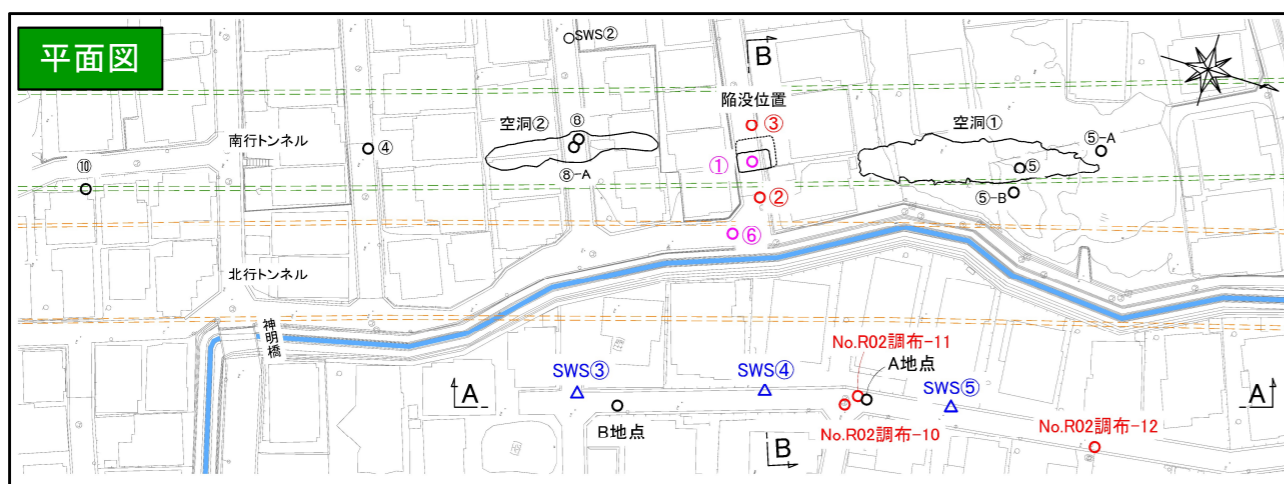 平面図
SWS②
B
陥没位置
③
空洞②
⑧
⑧-A
空洞①
⑤-A
⑤
⑤-B
南行トンネル
④
⑩
①
②
⑥
北行トンネル
神明橋
No.R02調布-11
A地点
SWS③
SWS④
SWS⑤
A
A
B地点
No.R02調布-10
No.R02調布-12
B